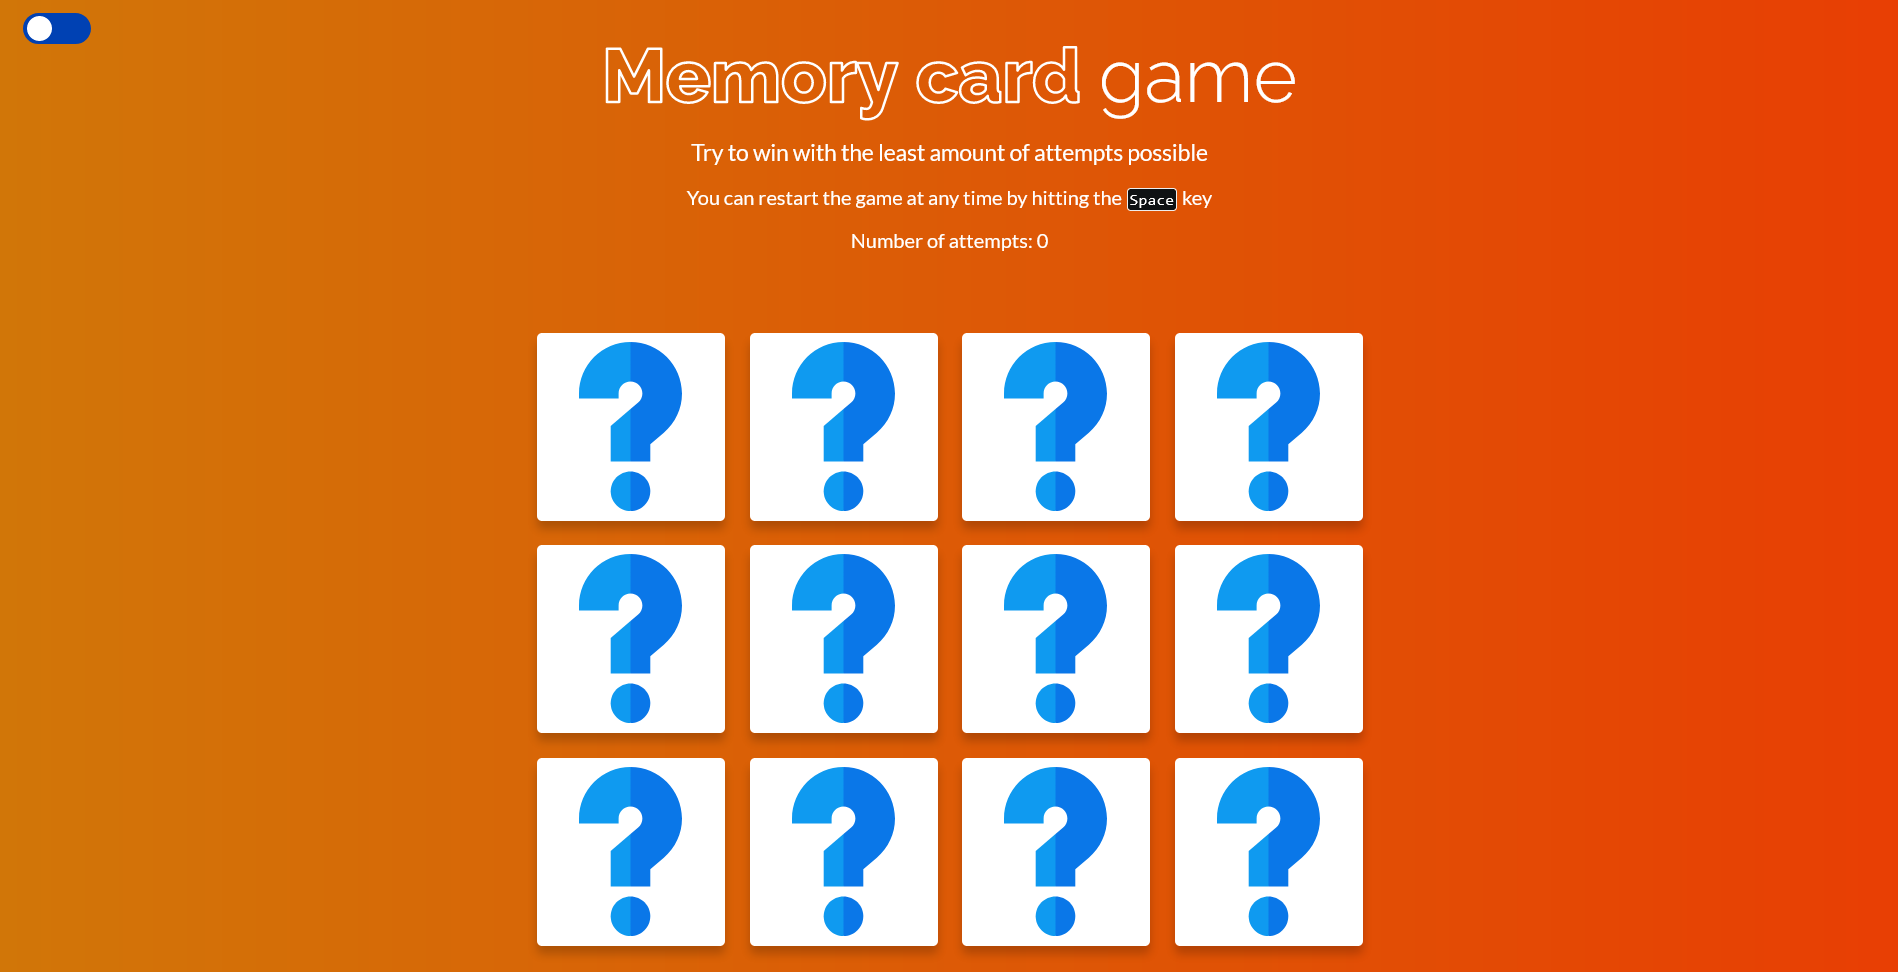 Memory card game
Try to win with the least amount of attempts possible
You can restart the game at any time by hitting the Space key
Number of attempts: 0
? ? ? ?
? ? ? ?
? ? ? ?